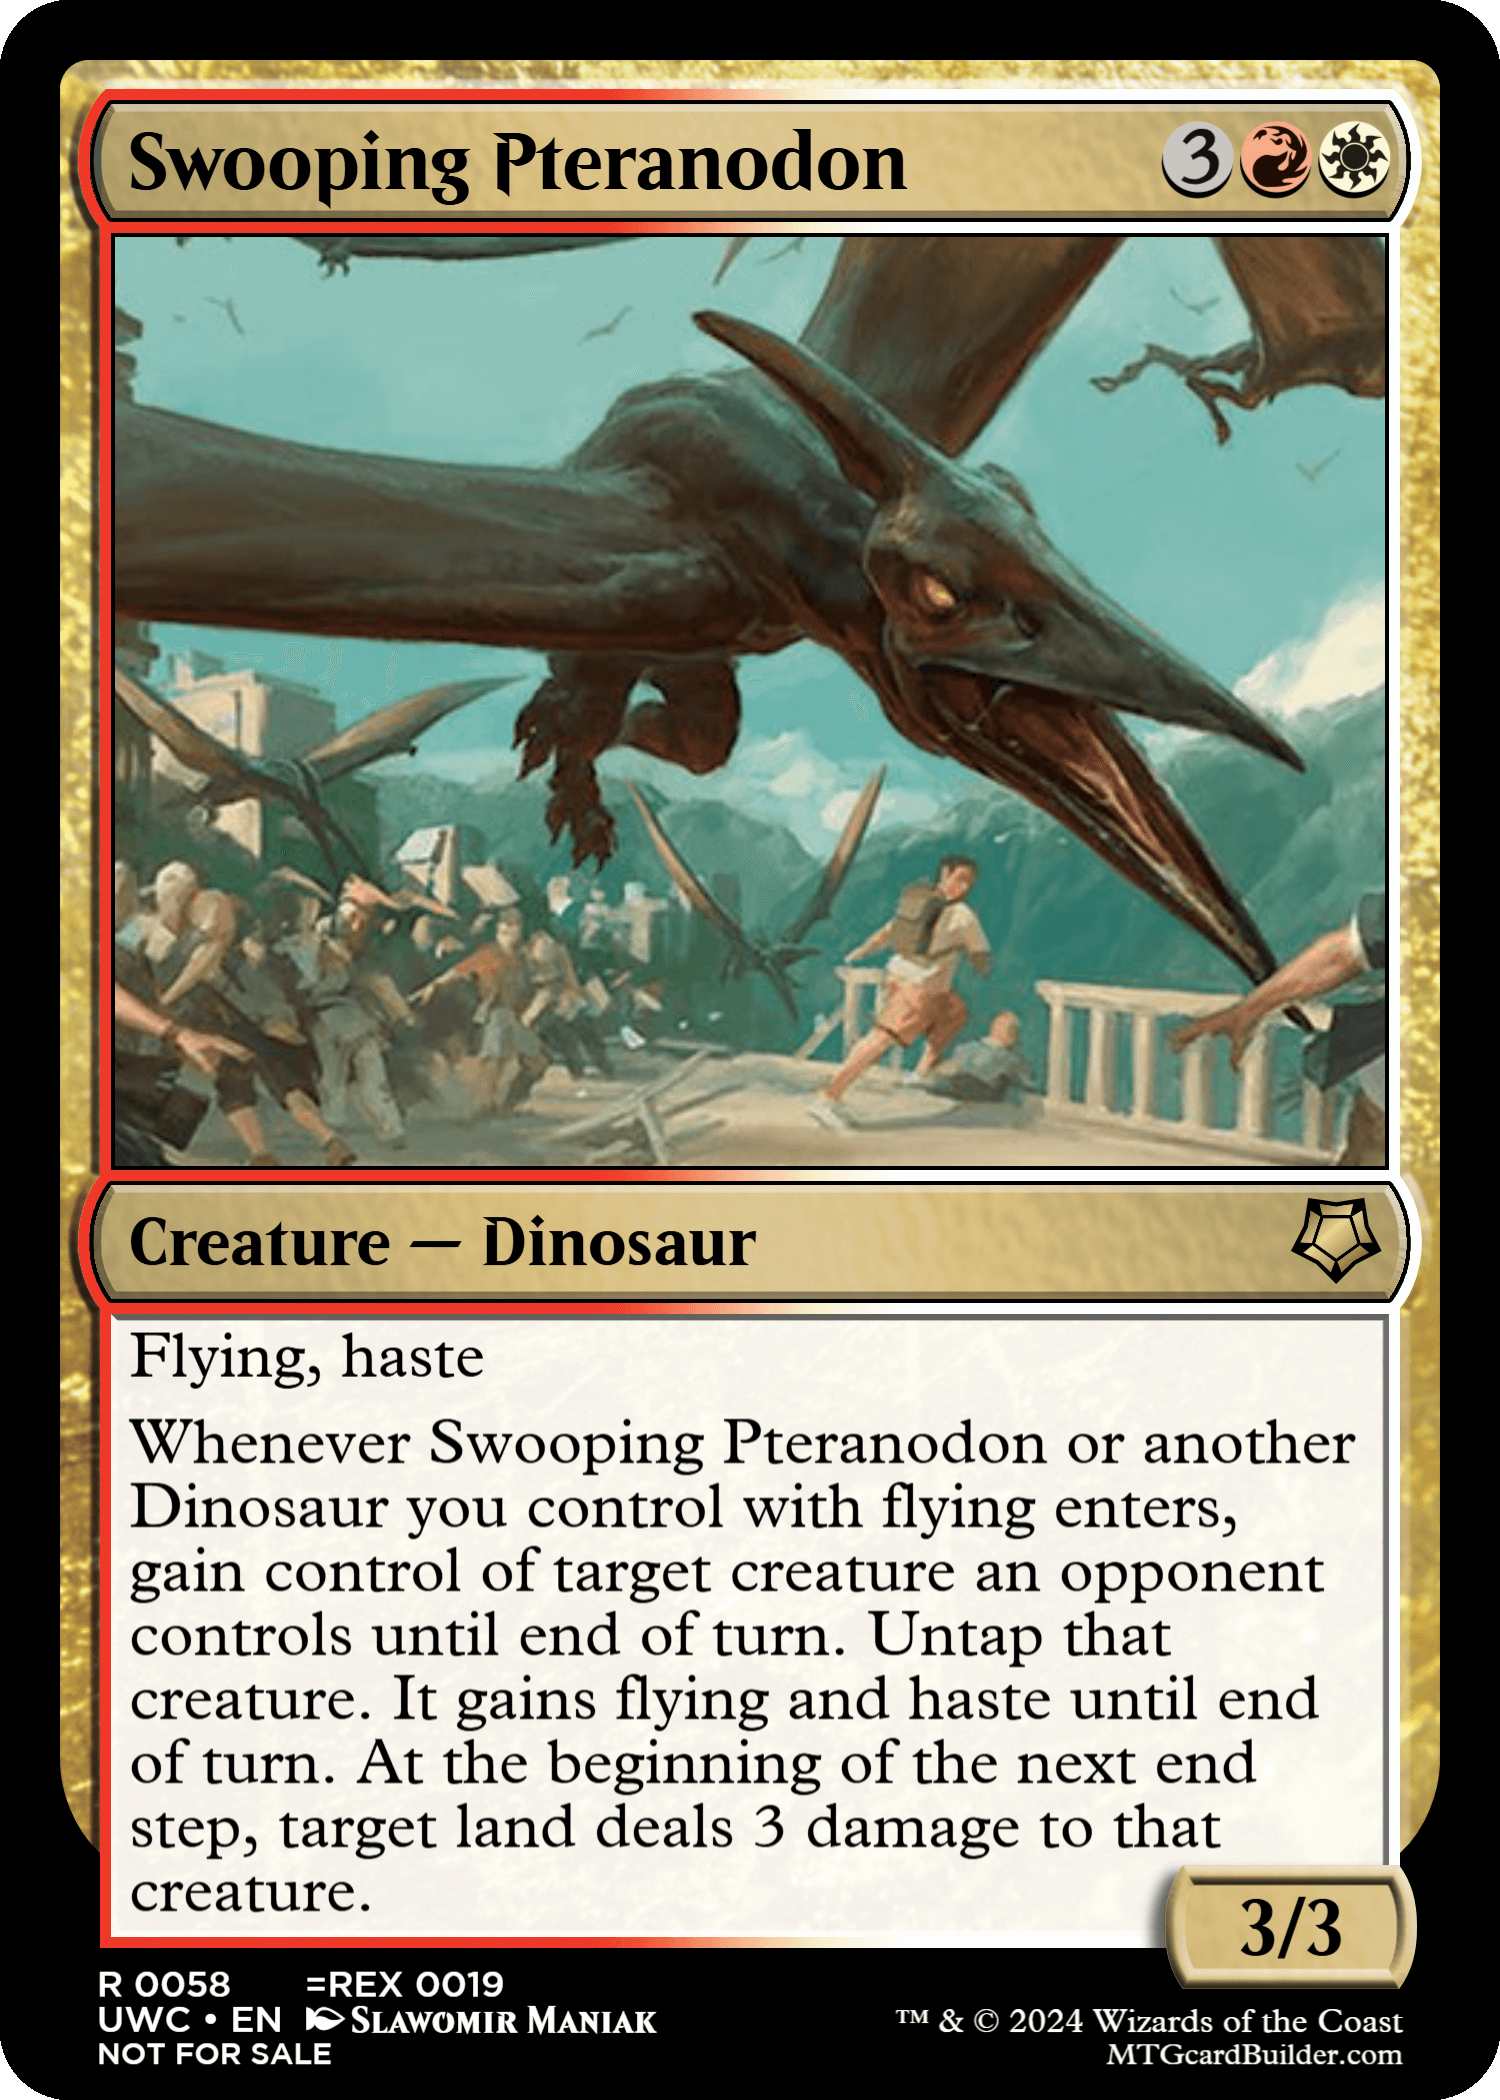 Swooping Pteranodon 3
Creature — Dinosaur
Flying, haste
Whenever Swooping Pteranodon or another
Dinosaur you control with flying enters,
gain control of target creature an opponent
controls until end of turn. Untap that
creature. It gains flying and haste until end
of turn. At the beginning of the next end
step, target land deals 3 damage to that
creature.
3/3
R 0058 =REX 0019
UWC • EN Slawomir Maniak
NOT FOR SALE
™ & © 2024 Wizards of the Coast
MTGcardBuilder.com